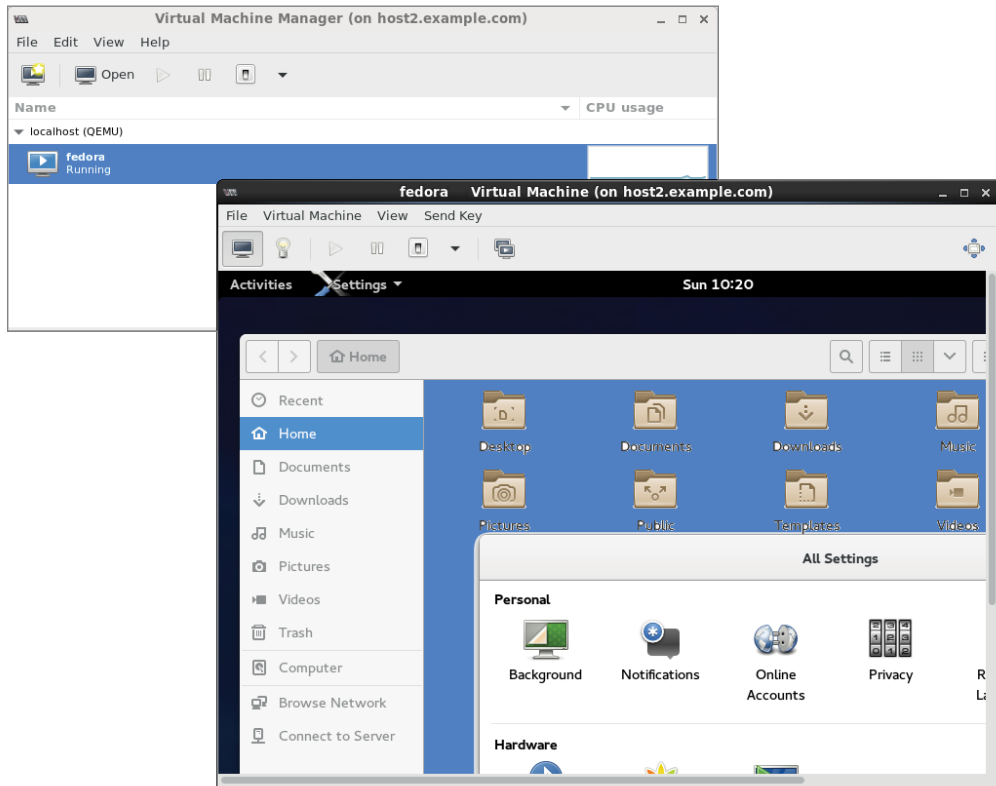 Virtual Machine Manager (on host2.example.com)
File Edit View Help
Open
Name CPU usage
localhost (QEMU)
fedora
Running
fedora Virtual Machine (on host2.example.com)
File Virtual Machine View Send Key
Activities Settings Sun 10:20
Home
Recent
Home
Documents
Downloads
Music
Pictures
Videos
Trash
Computer
Browse Network
Connect to Server
Desktop Documents Downloads Music
Pictures Public Templates Videos
All Settings
Personal
Background Notifications Online Accounts Privacy
Hardware